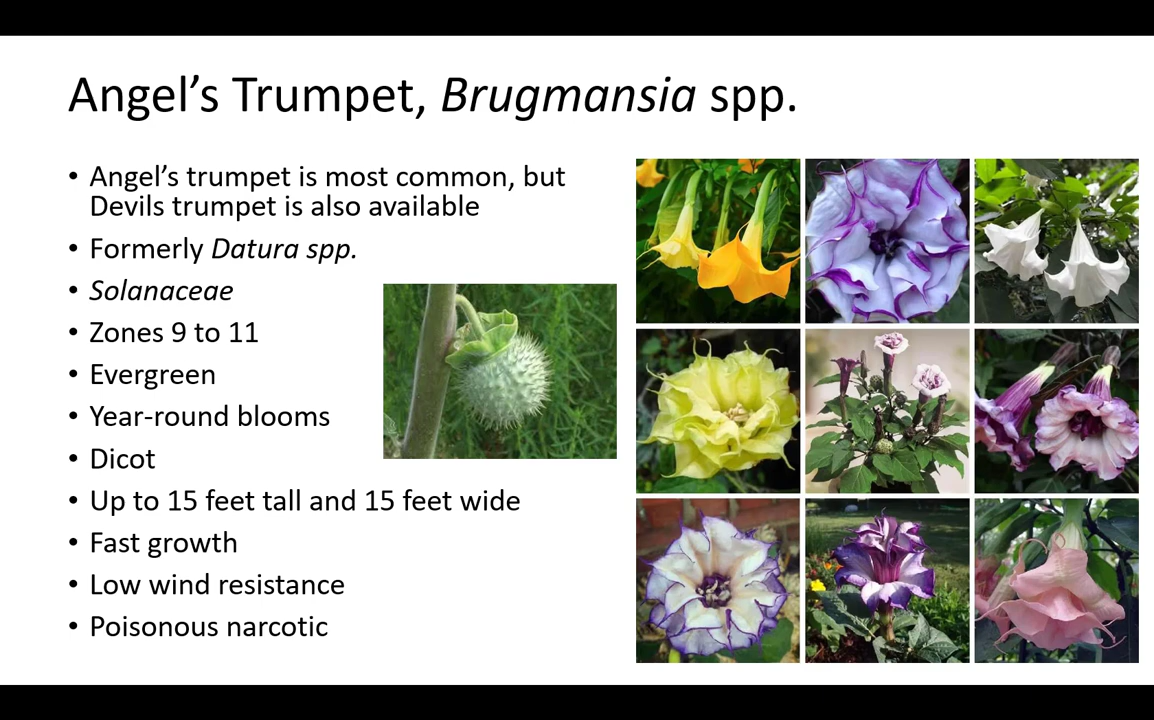 Angel’s Trumpet, Brugmansia spp.
• Angel’s trumpet is most common, but
Devils trumpet is also available
• Formerly Datura spp.
• Solanaceae
• Zones 9 to 11
• Evergreen
• Year-round blooms
• Dicot
• Up to 15 feet tall and 15 feet wide
• Fast growth
• Low wind resistance
• Poisonous narcotic